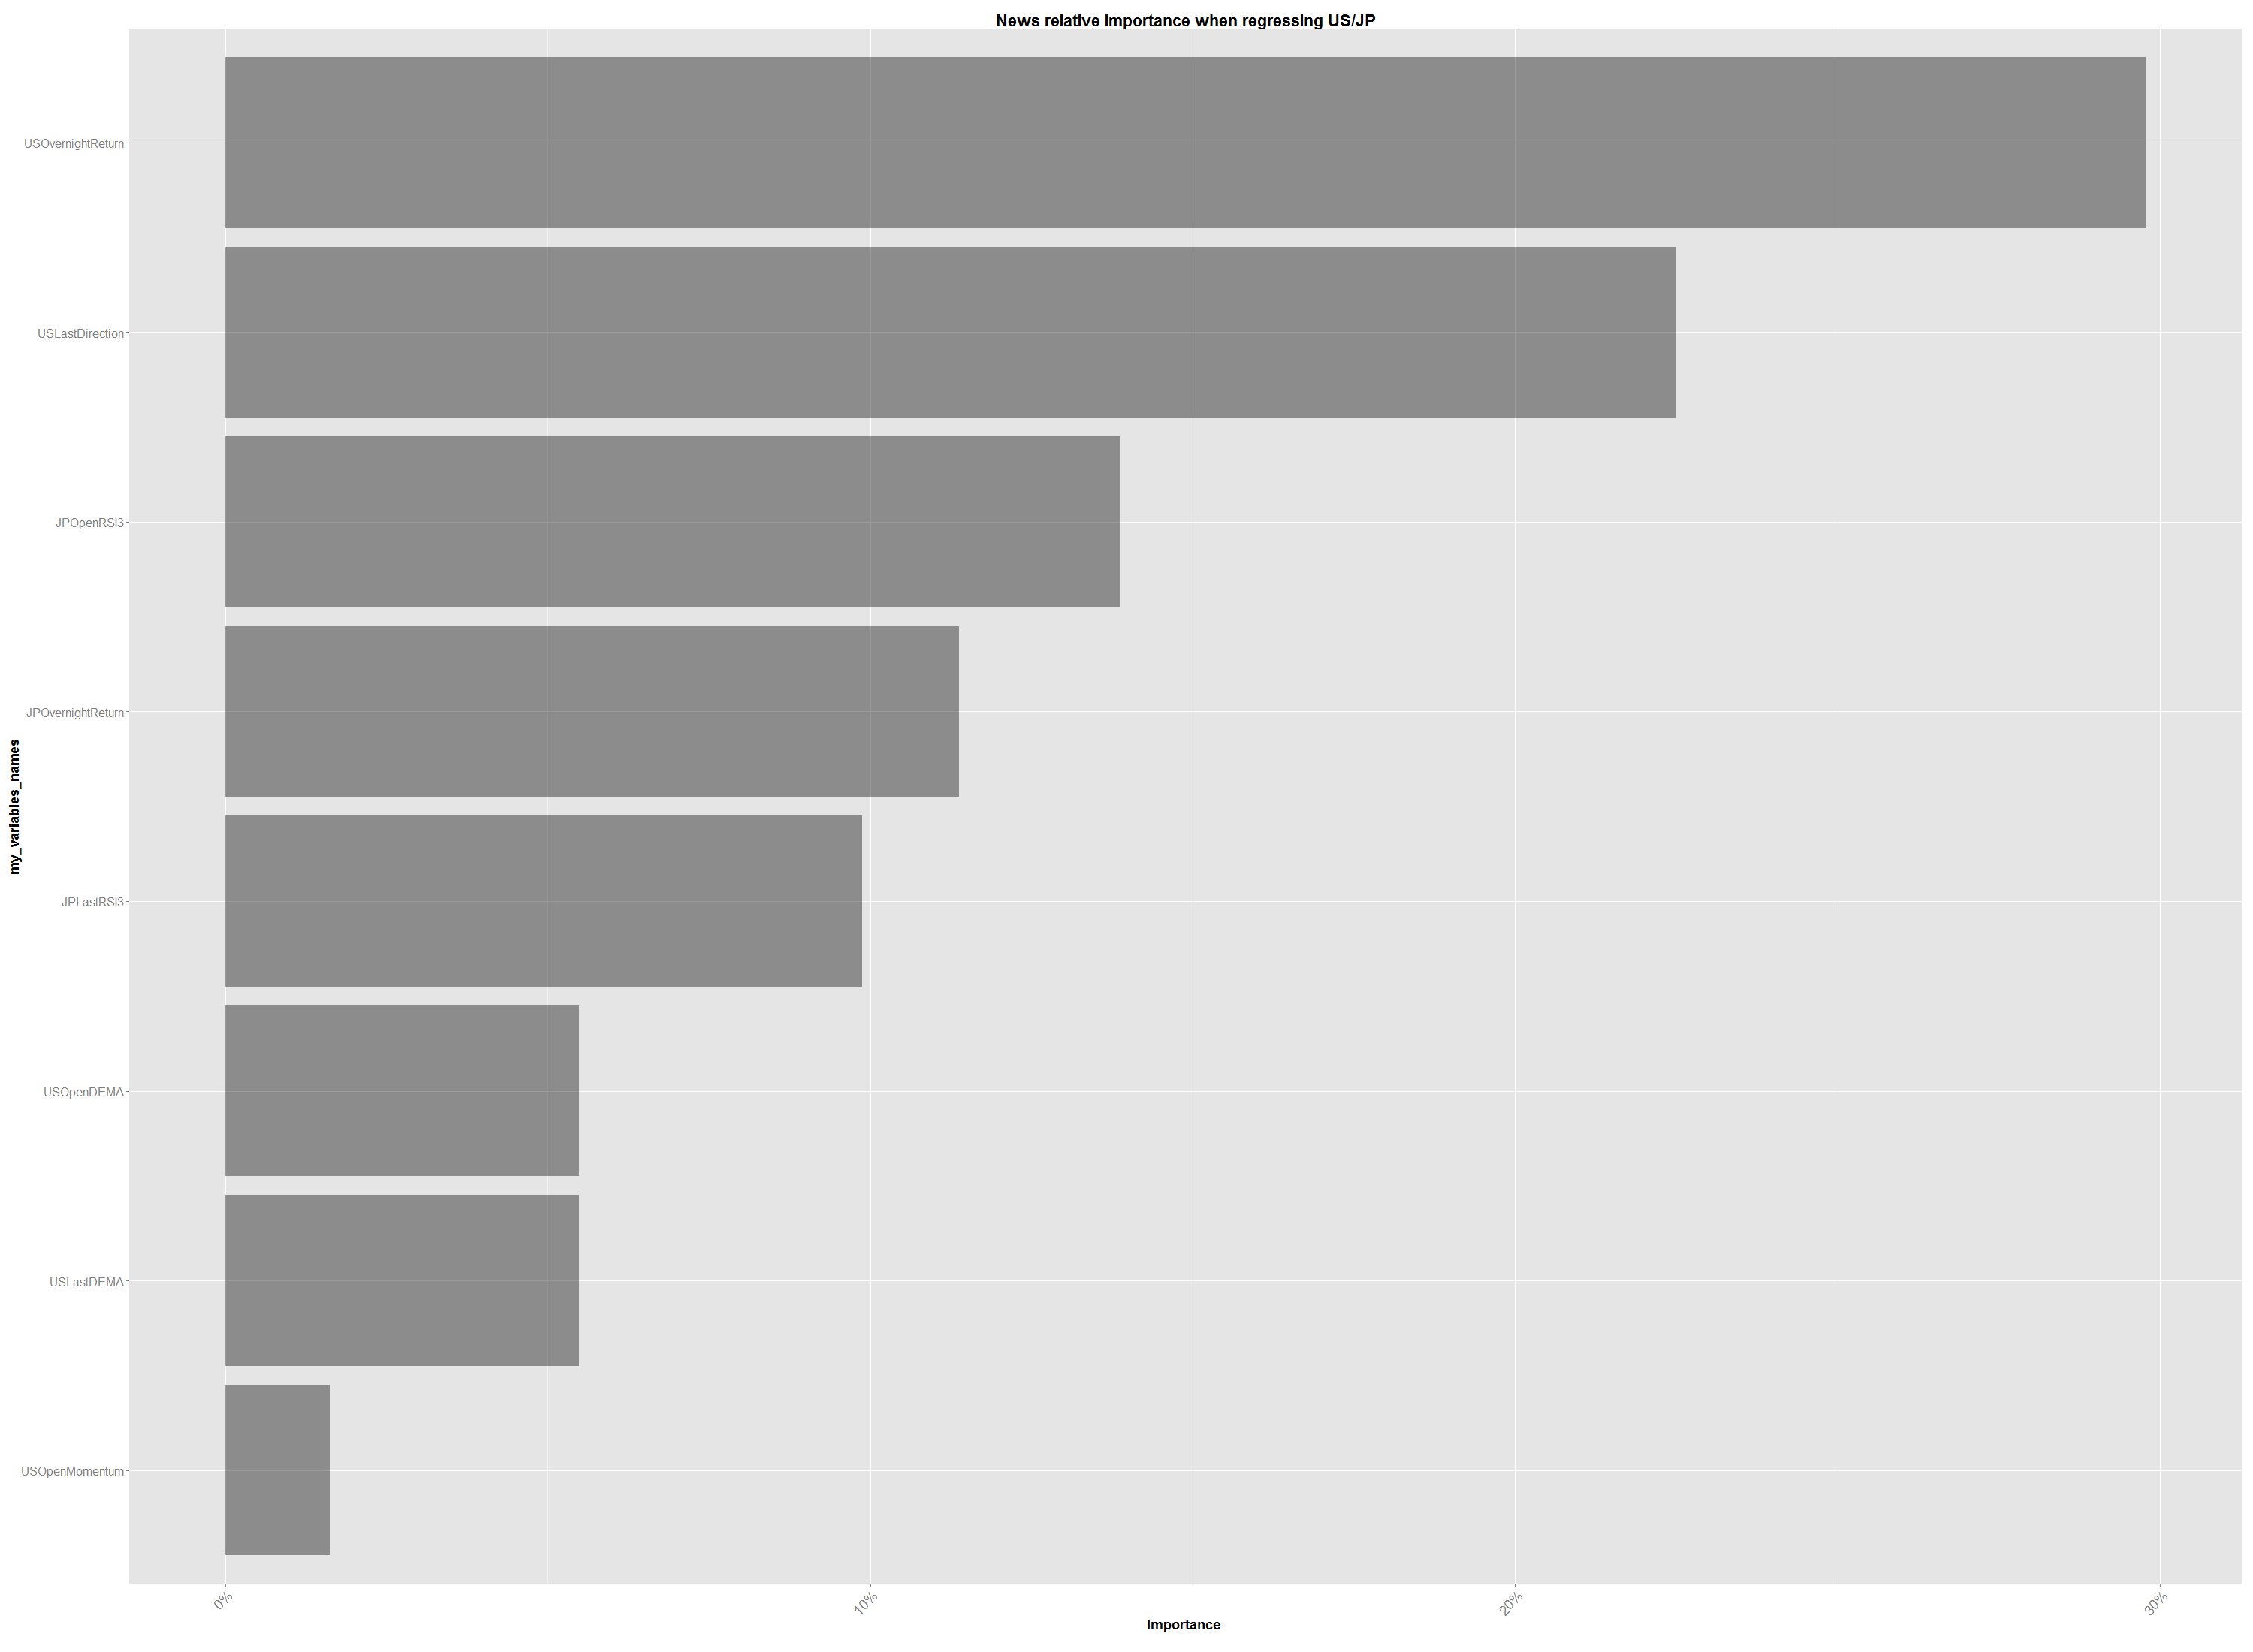 News relative importance when regressing US/JP
USOvernightReturn
USLastDirection
JPOpenRSI3
JPOvernightReturn
JPLastRSI3
USOpenDEMA
USLastDEMA
USOpenMomentum
my_variables_names
0%
10%
20%
30%
Importance